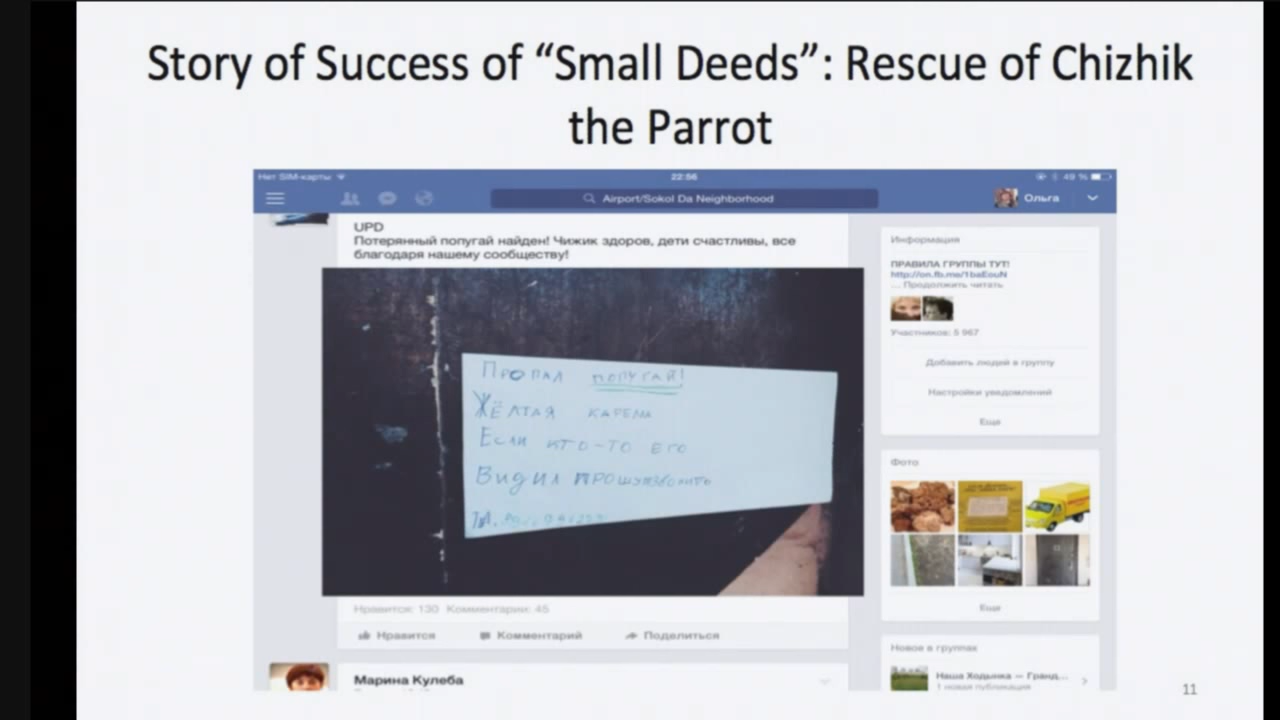 Story of Success of “Small Deeds”: Rescue of Chizhik
the Parrot
Нет SIM-карты
22:56
49 %
Airport/Sokol Da Neighborhood
Ольга
UPD
Потерянный попугай найден! Чижик здоров, дети счастливы, все
благодаря нашему сообществу!
Пропал попугай!
Жёлтая
Если кто-то его
Видил
Нравится: 130 Комментарии: 45
Нравится
Комментарий
Поделиться
Марина Кулеба
Информация
ПРАВИЛА ГРУППЫ ТУТ!
http://on.fb.me/1baEouN
... Продолжить читать
Участников: 5 967
Добавить людей в группу
Настройки уведомлений
Еще
Фото
Еще
Новое в группах
Наша Ходынка — Гранд...
1 новая публикация
11